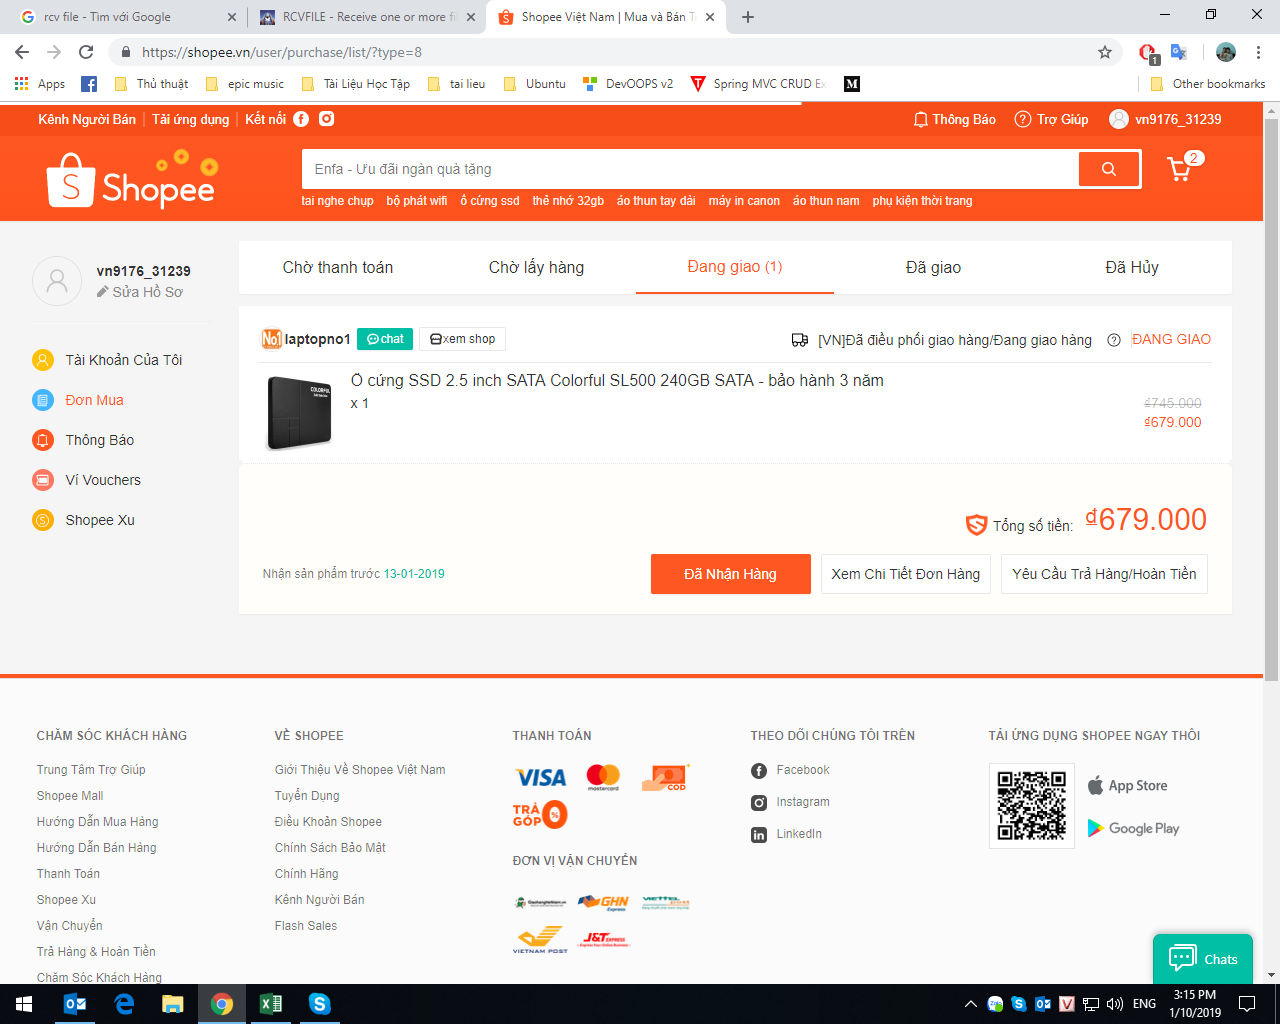 rcv file - Tìm với Google
RCVFILE - Receive one or more fil
Shopee Việt Nam | Mua và Bán T
https://shopee.vn/user/purchase/list/?type=8
1
Apps
Thủ thuật
epic music
Tài Liệu Học Tập
tai lieu
Ubuntu
DevOOPS v2
Spring MVC CRUD Ex
M
Other bookmarks
Kênh Người Bán
Tải ứng dụng
Kết nối
Thông Báo
Trợ Giúp
vn9176_31239
Shopee
Enfa - Ưu đãi ngàn quà tặng
2
tai nghe chụp
bộ phát wifi
ổ cứng ssd
thẻ nhớ 32gb
áo thun tay dài
máy in canon
áo thun nam
phụ kiện thời trang
vn9176_31239
Sửa Hồ Sơ
Tài Khoản Của Tôi
Đơn Mua
Thông Báo
Ví Vouchers
Shopee Xu
Chờ thanh toán
Chờ lấy hàng
Đang giao (1)
Đã giao
Đã Hủy
No1
laptopno1
chat
xem shop
[VN]Đã điều phối giao hàng/Đang giao hàng
ĐANG GIAO
COLORFUL
Ổ cứng SSD 2.5 inch SATA Colorful SL500 240GB SATA - bảo hành 3 năm
x 1
₫745.000
₫679.000
Tổng số tiền:
₫679.000
Nhận sản phẩm trước 13-01-2019
Đã Nhận Hàng
Xem Chi Tiết Đơn Hàng
Yêu Cầu Trả Hàng/Hoàn Tiền
CHĂM SÓC KHÁCH HÀNG
Trung Tâm Trợ Giúp
Shopee Mall
Hướng Dẫn Mua Hàng
Hướng Dẫn Bán Hàng
Thanh Toán
Shopee Xu
Vận Chuyển
Trả Hàng & Hoàn Tiền
Chăm Sóc Khách Hàng
VỀ SHOPEE
Giới Thiệu Về Shopee Việt Nam
Tuyển Dụng
Điều Khoản Shopee
Chính Sách Bảo Mật
Chính Hãng
Kênh Người Bán
Flash Sales
THANH TOÁN
VISA
mastercard
COD
TRẢ GÓP 0%
ĐƠN VỊ VẬN CHUYỂN
GHN Express
VIETTEL POST
VIETNAM POST
J&T EXPRESS
THEO DÕI CHÚNG TÔI TRÊN
Facebook
Instagram
LinkedIn
TẢI ỨNG DỤNG SHOPEE NGAY THÔI
App Store
Google Play
Chats
ENG
3:15 PM
1/10/2019